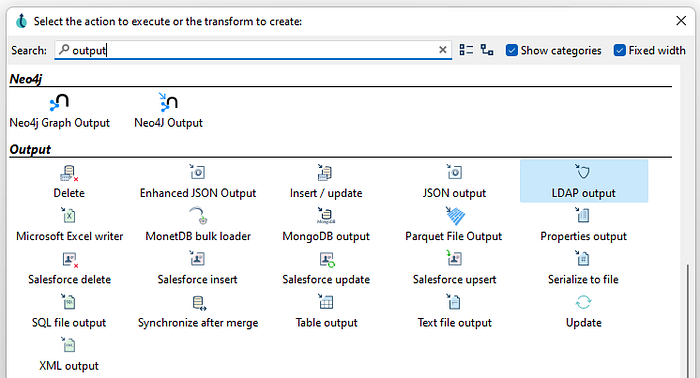 Select the action to execute or the transform to create:
Search: output Show categories Fixed width
Neo4j
Neo4j Graph Output Neo4J Output
Output
Delete Enhanced JSON Output Insert / update JSON output LDAP output
Microsoft Excel writer MonetDB bulk loader MongoDB output Parquet File Output Properties output
Salesforce delete Salesforce insert Salesforce update Salesforce upsert Serialize to file
SQL file output Synchronize after merge Table output Text file output Update
XML output